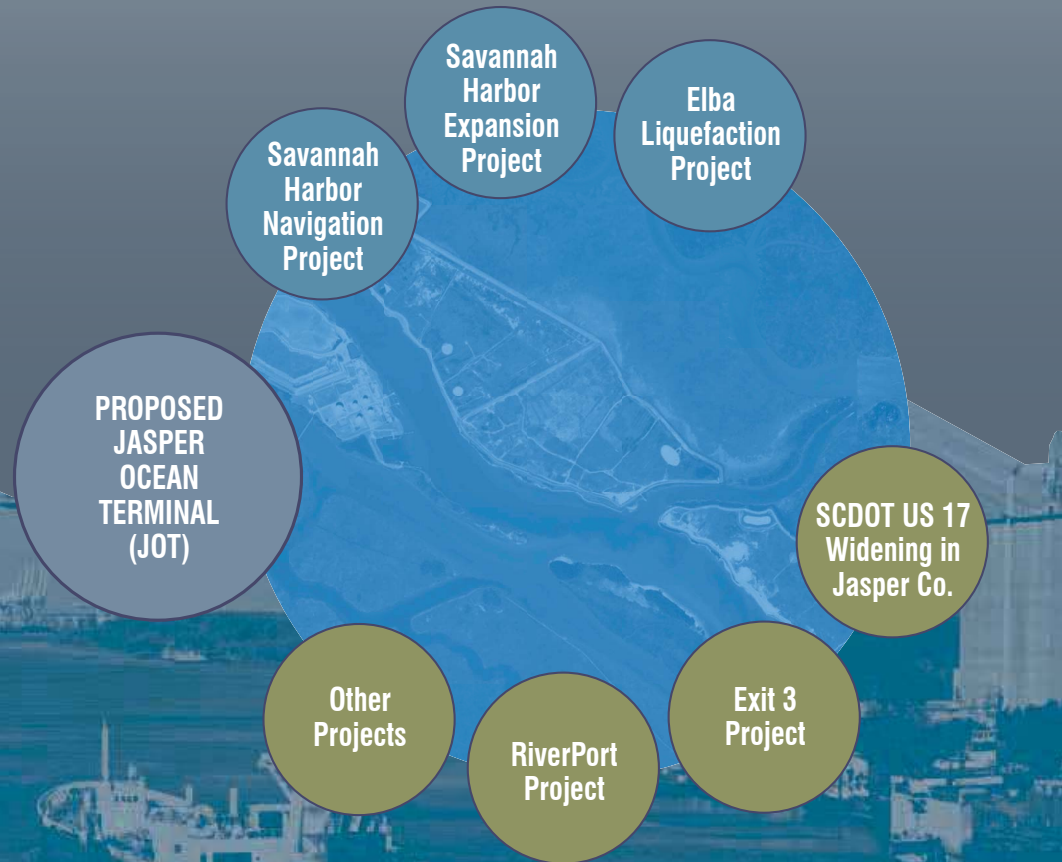 Savannah
Harbor
Expansion
Project
Elba
Liquefaction
Project
Savannah
Harbor
Navigation
Project
PROPOSED
JASPER
OCEAN
TERMINAL
(JOT)
SCDOT US 17
Widening in
Jasper Co.
Other
Projects
RiverPort
Project
Exit 3
Project